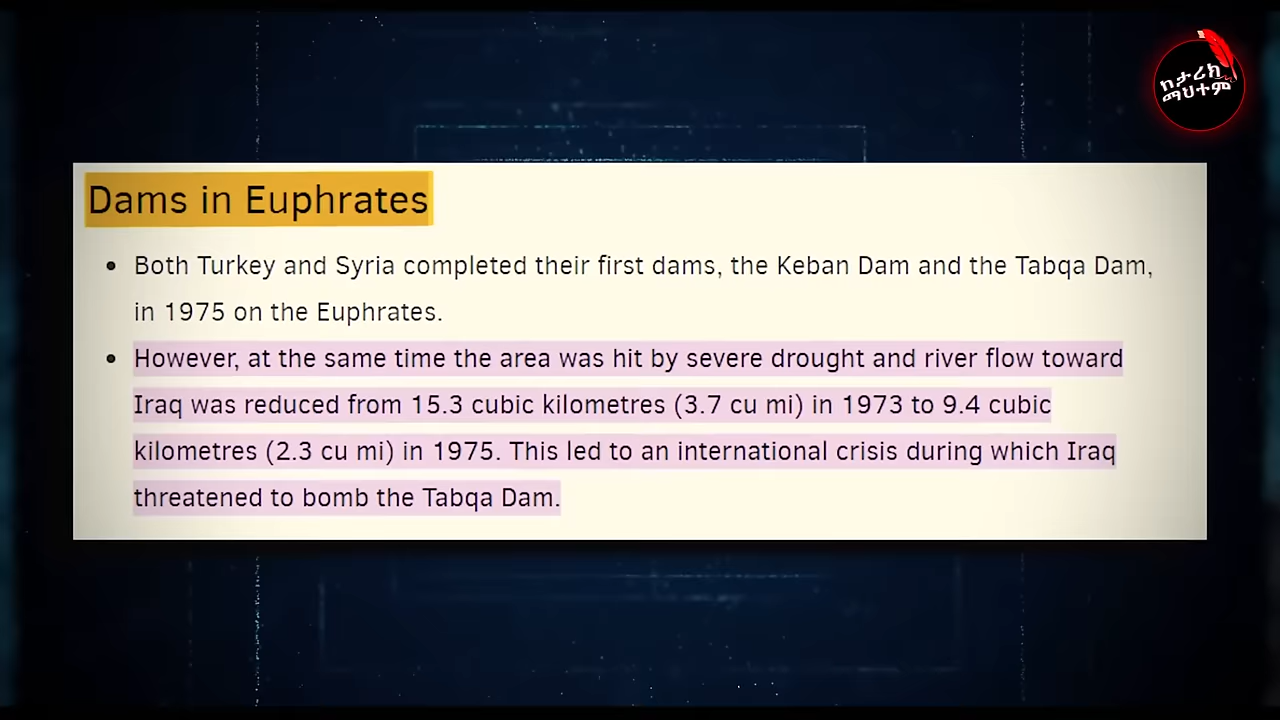 ከታሪክ
ማህተም
Dams in Euphrates
Both Turkey and Syria completed their first dams, the Keban Dam and the Tabqa Dam,
in 1975 on the Euphrates.
However, at the same time the area was hit by severe drought and river flow toward
Iraq was reduced from 15.3 cubic kilometres (3.7 cu mi) in 1973 to 9.4 cubic
kilometres (2.3 cu mi) in 1975. This led to an international crisis during which Iraq
threatened to bomb the Tabqa Dam.